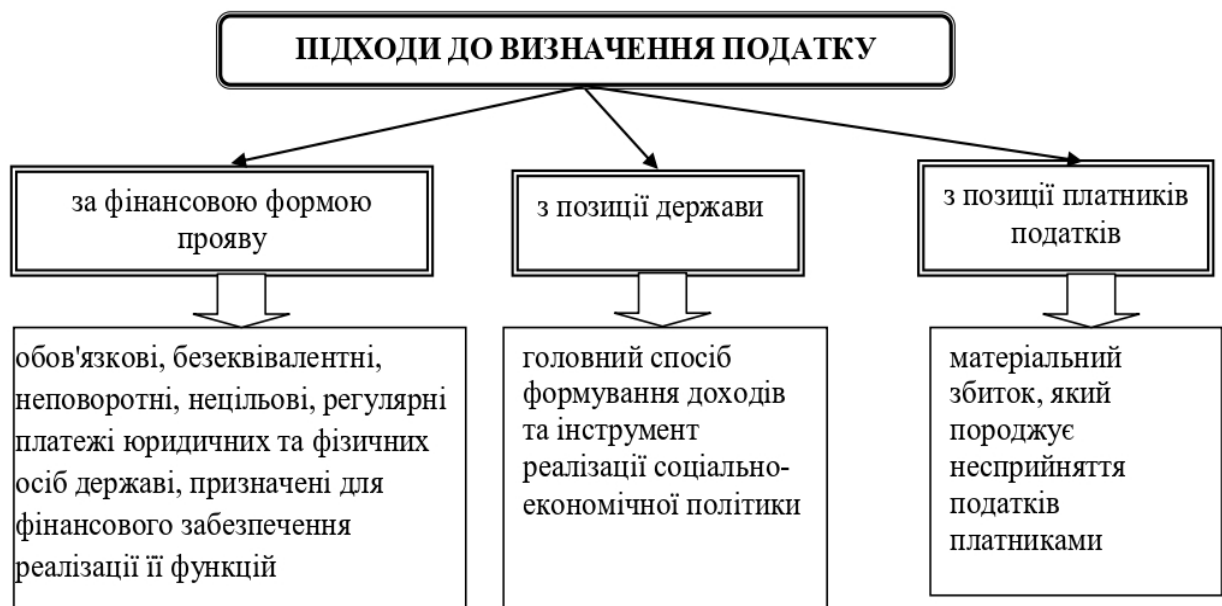 ПІДХОДИ ДО ВИЗНАЧЕННЯ ПОДАТКУ
за фінансовою формою
прояву
з позиції держави
з позиції платників
податків
обов'язкові, безеквівалентні,
неповоротні, нецільові, регулярні
платежі юридичних та фізичних
осіб державі, призначені для
фінансового забезпечення
реалізації її функцій
головний спосіб
формування доходів
та інструмент
реалізації соціально-
економічної політики
матеріальний
збиток, який
породжує
несприйняття
податків
платниками